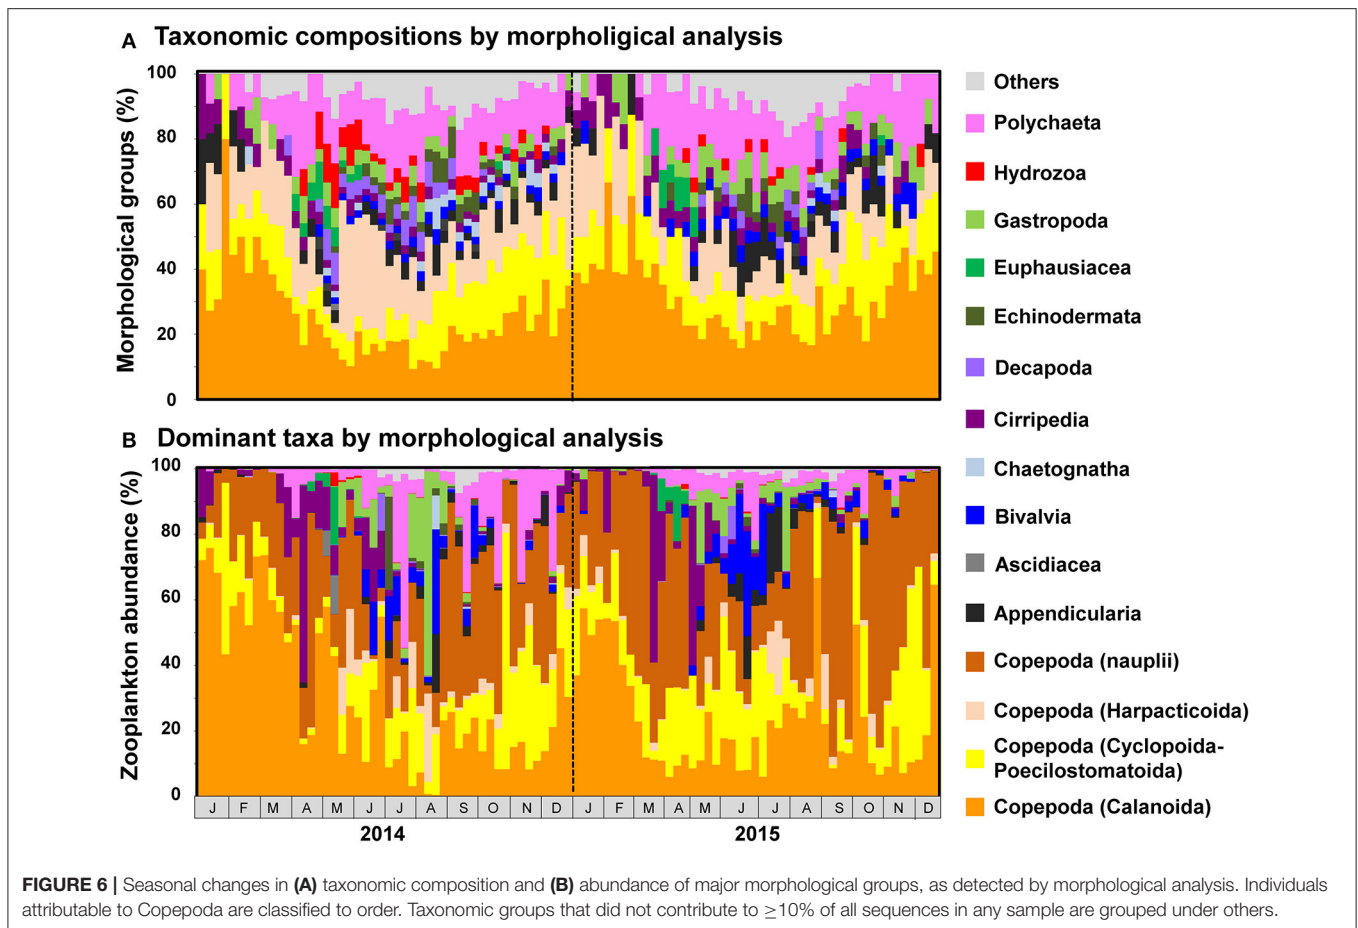 A Taxonomic compositions by morpholigical analysis
Morphological groups (%)
100
80
60
40
20
0
B Dominant taxa by morphological analysis
Zooplankton abundance (%)
100
80
60
40
20
0
J F M A M J J A S O N D J F M A M J J A S O N D
2014 2015
Others
Polychaeta
Hydrozoa
Gastropoda
Euphausiacea
Echinodermata
Decapoda
Cirripedia
Chaetognatha
Bivalvia
Ascidiacea
Appendicularia
Copepoda (nauplii)
Copepoda (Harpacticoida)
Copepoda (Cyclopoida-
Poecilostomatoida)
Copepoda (Calanoida)
FIGURE 6 | Seasonal changes in (A) taxonomic composition and (B) abundance of major morphological groups, as detected by morphological analysis. Individuals
attributable to Copepoda are classified to order. Taxonomic groups that did not contribute to ≥10% of all sequences in any sample are grouped under others.